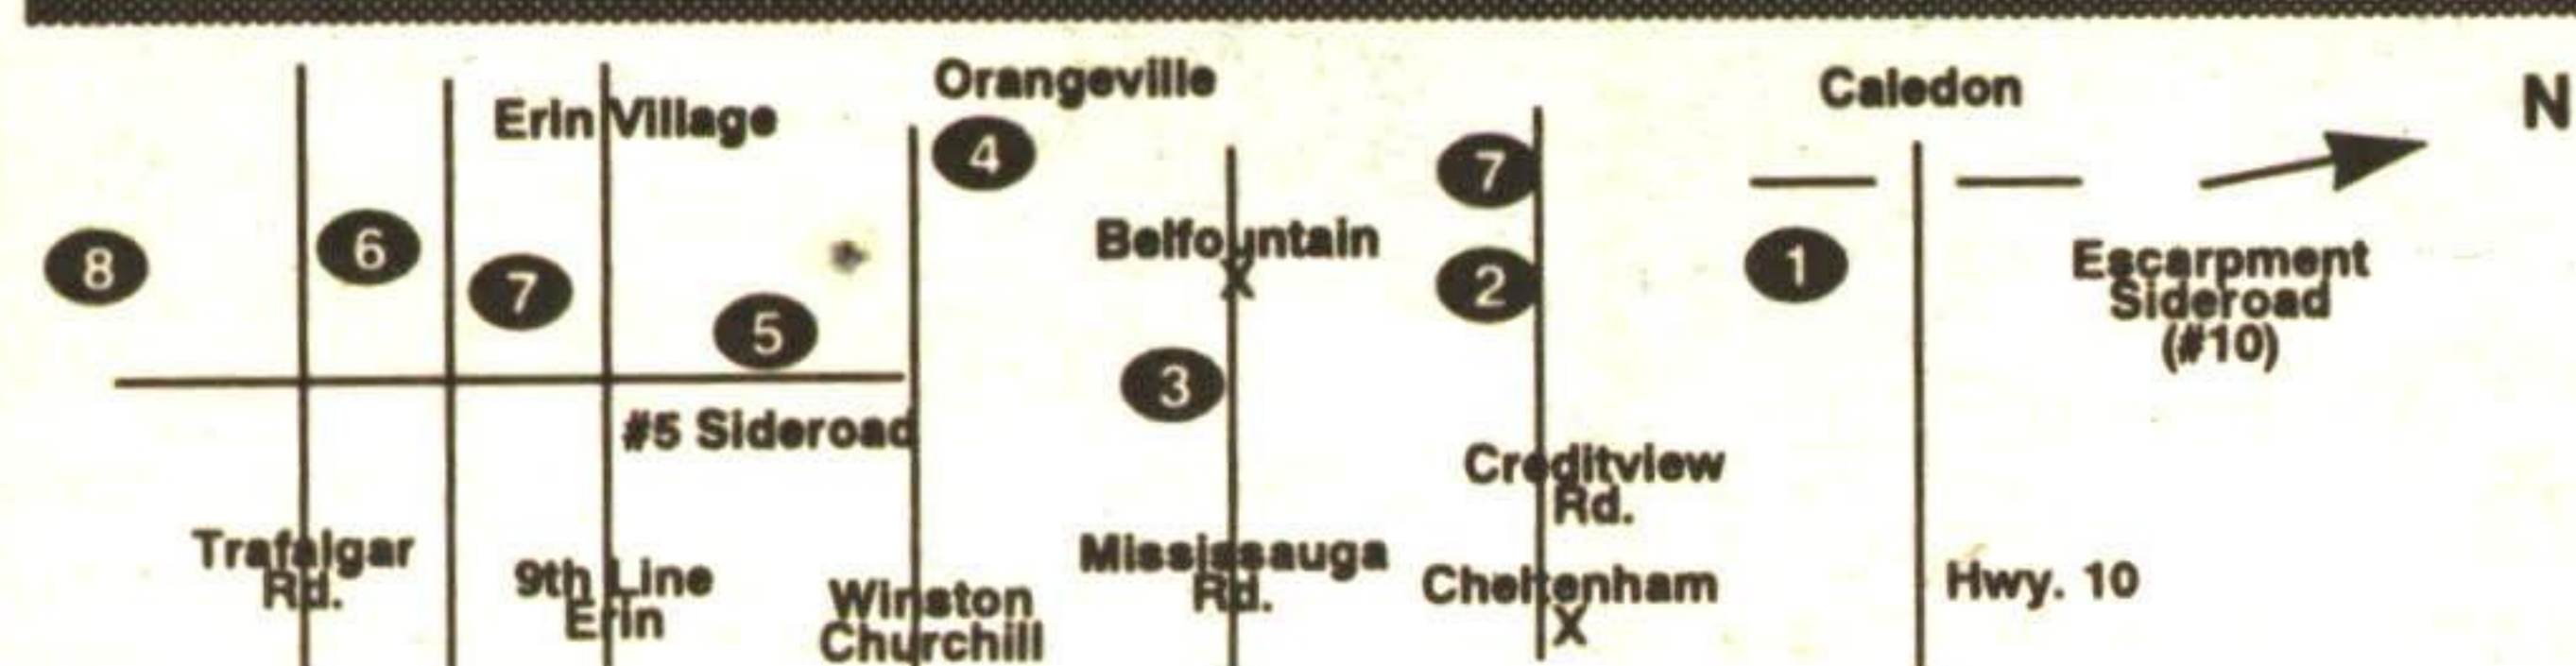 Orangeville
Caledon
N
Erin Village
4
7
Belfountain
X
8
6
7
5
2
1
Escarpment
Sideroad
(#10)
3
#5 Sideroad
Creditview
Rd.
Trafalgar
Rd.
9th Line
Erin
Winston
Churchill
Mississauga
Rd.
Cheltenham
X
Hwy. 10